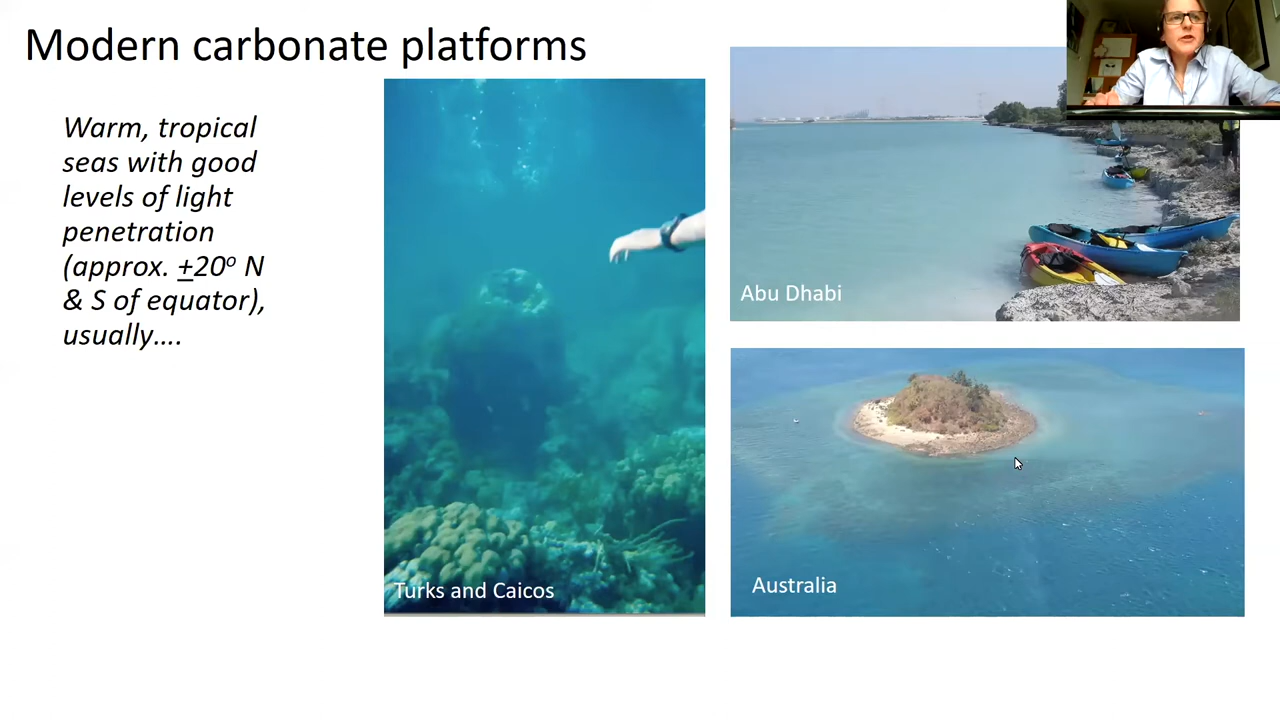 Modern carbonate platforms
Warm, tropical
seas with good
levels of light
penetration
(approx. ±20º N
& S of equator),
usually....
Turks and Caicos
Abu Dhabi
Australia